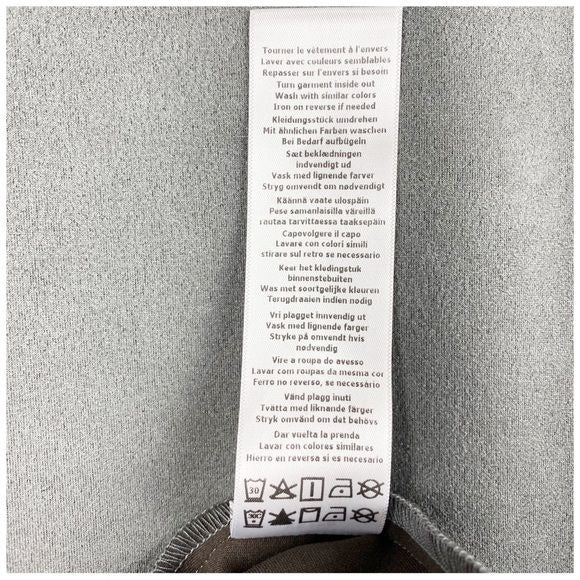 Tourner le vêtement à l'envers
Laver avec couleurs semblables
Repasser sur l'envers si besoin
Turn garment inside out
Wash with similar colors
Iron on reverse if needed
Kleidungsstück umdrehen
Mit ähnlichen Farben waschen
Bei Bedarf aufbügeln
Sæt beklædningen
indvendigt ud
Vask med lignende farver
Stryg omvendt om nødvendigt
Käännä vaate ulospäin
Pese samanlaisilla väreillä
rautaa tarvittaessa taaksepäin
Capovolgere il capo
Lavare con colori simili
stirare sul retro se necessario
Keer het kledingstuk
binnenstebuiten
Was met soortgelijke kleuren
Terugdraaien indien nodig
Vri plagget innvendig ut
Vask med lignende farger
Stryke på omvendt hvis
nødvendig
Vire a roupa do avesso
Lavar com roupas da mesma cor
Ferro no reverso, se necessário
Vänd plagg inuti
Tvätta med liknande färger
Stryk omvänd om det behövs
Dar vuelta la prenda
Lavar con colores similares
Hierro en reversa si es necesario
30
30C